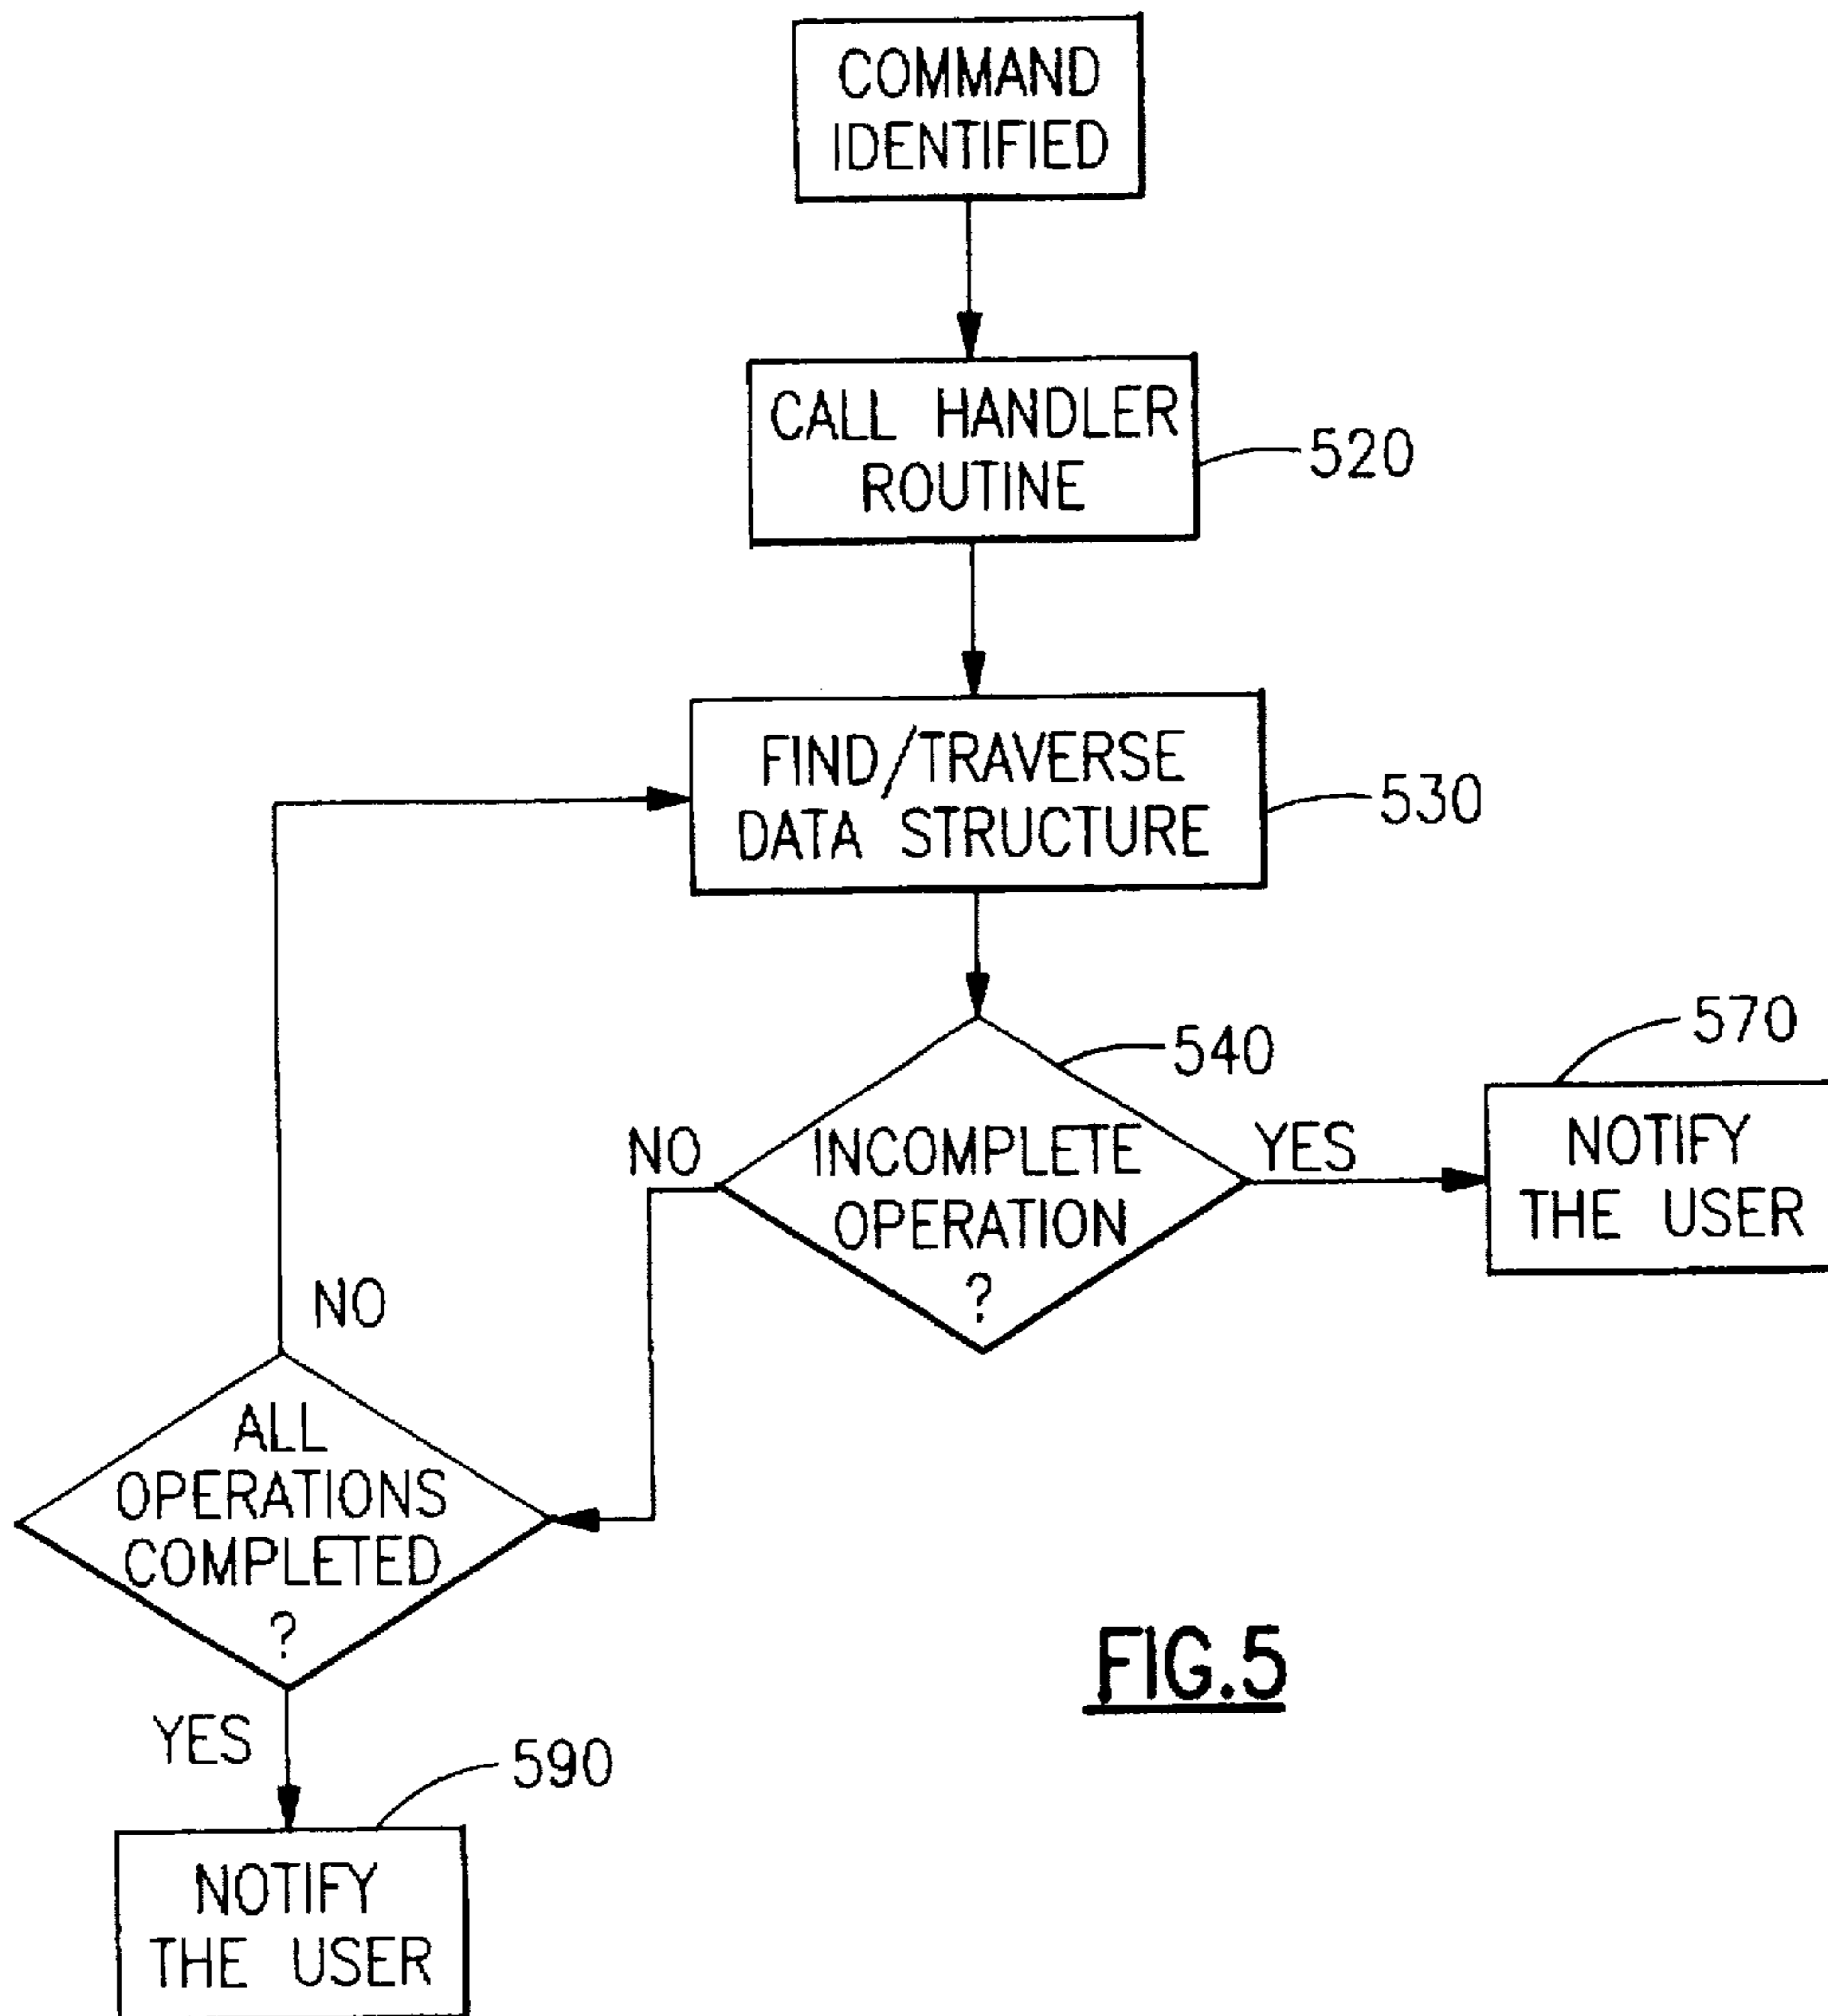 COMMAND
IDENTIFIED
CALL HANDLER
ROUTINE
520
FIND/TRAVERSE
DATA STRUCTURE
530
540
570
NO
INCOMPLETE
OPERATION
?
YES
NOTIFY
THE USER
NO
ALL
OPERATIONS
COMPLETED
?
FIG.5
YES
590
NOTIFY
THE USER